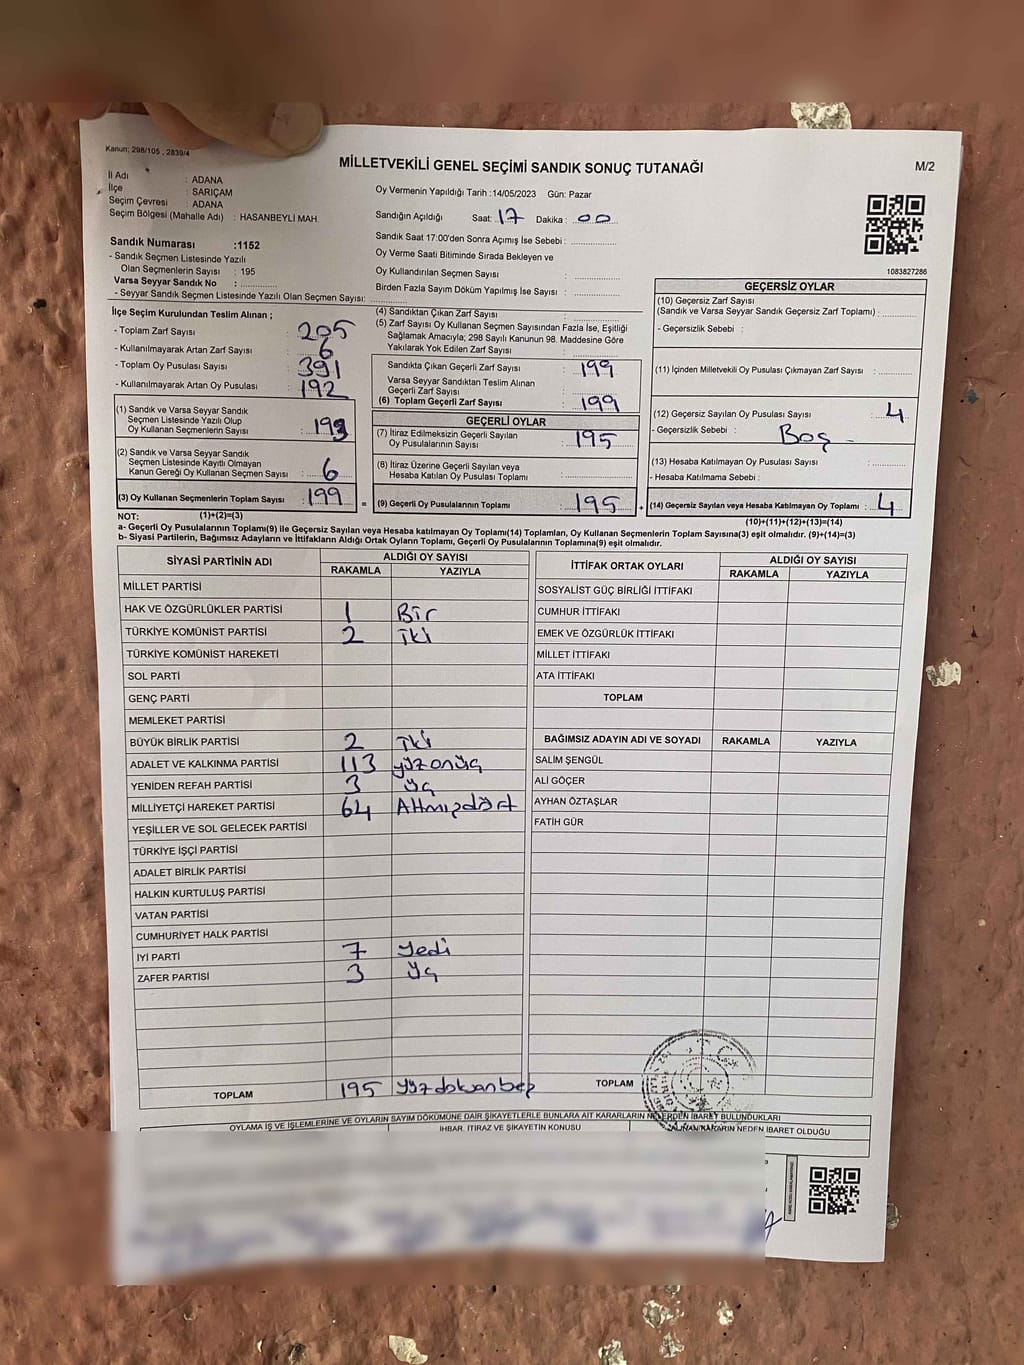 Kanun; 298/105 , 2839/4
MİLLETVEKİLİ GENEL SEÇİMİ SANDIK SONUÇ TUTANAĞI
M/2
İl Adı : ADANA
İlçe : SARIÇAM
Seçim Çevresi : ADANA
Seçim Bölgesi (Mahalle Adı) : HASANBEYLİ MAH.
Sandık Numarası :1152
- Sandık Seçmen Listesinde Yazılı
Olan Seçmenlerin Sayısı : 195
Varsa Seyyar Sandık No :
- Seyyar Sandık Seçmen Listesinde Yazılı Olan Seçmen Sayısı:
Oy Vermenin Yapıldığı Tarih :14/05/2023 Gün: Pazar
Sandığın Açıldığı Saat: 17 Dakika : 00
Sandık Saat 17:00'den Sonra Açımış İse Sebebi :
Oy Verme Saati Bitiminde Sırada Bekleyen ve
Oy Kullandırılan Seçmen Sayısı :
Birden Fazla Sayım Döküm Yapılmış İse Sayısı :
1083827286
İlçe Seçim Kurulundan Teslim Alınan ;
- Toplam Zarf Sayısı : 205
- Kullanılmayarak Artan Zarf Sayısı : 6
- Toplam Oy Pusulası Sayısı : 391
- Kullanılmayarak Artan Oy Pusulası : 192
(1) Sandık ve Varsa Seyyar Sandık
Seçmen Listesinde Yazılı Olup
Oy Kullanan Seçmenlerin Sayısı : 193
(2) Sandık ve Varsa Seyyar Sandık
Seçmen Listesinde Kayıtlı Olmayan
Kanun Gereği Oy Kullanan Seçmen Sayısı : 6
(3) Oy Kullanan Seçmenlerin Toplam Sayısı : 199
(1)+(2)=(3)
(4) Sandıktan Çıkan Zarf Sayısı :
(5) Zarf Sayısı Oy Kullanan Seçmen Sayısından Fazla İse, Eşitliği
Sağlamak Amacıyla; 298 Sayılı Kanunun 98. Maddesine Göre
Yakılarak Yok Edilen Zarf Sayısı :
Sandıkta Çıkan Geçerli Zarf Sayısı : 199
Varsa Seyyar Sandıktan Teslim Alınan
Geçerli Zarf Sayısı :
(6) Toplam Geçerli Zarf Sayısı : 199
GEÇERLİ OYLAR
(7) İtiraz Edilmeksizin Geçerli Sayılan
Oy Pusulalarının Sayısı : 195
(8) İtiraz Üzerine Geçerli Sayılan veya
Hesaba Katılan Oy Pusulası Toplamı :
= (9) Geçerli Oy Pusulalarının Toplamı : 195
GEÇERSİZ OYLAR
(10) Geçersiz Zarf Sayısı
(Sandık ve Varsa Seyyar Sandık Geçersiz Zarf Toplamı) :
- Geçersizlik Sebebi :
(11) İçinden Milletvekili Oy Pusulası Çıkmayan Zarf Sayısı :
(12) Geçersiz Sayılan Oy Pusulası Sayısı : 4
- Geçersizlik Sebebi : Boş
(13) Hesaba Katılmayan Oy Pusulası Sayısı :
- Hesaba Katılmama Sebebi :
+ (14) Geçersiz Sayılan veya Hesaba Katılmayan Oy Toplamı : 4
(10)+(11)+(12)+(13)=(14)
NOT:
a- Geçerli Oy Pusulalarının Toplamı(9) ile Geçersiz Sayılan veya Hesaba katılmayan Oy Toplamı(14) Toplamları, Oy Kullanan Seçmenlerin Toplam Sayısına(3) eşit olmalıdır. (9)+(14)=(3)
b- Siyasi Partilerin, Bağımsız Adayların ve İttifakların Aldığı Ortak Oyların Toplamı, Geçerli Oy Pusulalarının Toplamına(9) eşit olmalıdır.
SİYASİ PARTİNİN ADI ALDIĞI OY SAYISI
RAKAMLA YAZIYLA
MİLLET PARTİSİ
HAK VE ÖZGÜRLÜKLER PARTİSİ 1 Bir
TÜRKİYE KOMÜNİST PARTİSİ 2 iki
TÜRKİYE KOMÜNİST HAREKETİ
SOL PARTİ
GENÇ PARTİ
MEMLEKET PARTİSİ
BÜYÜK BİRLİK PARTİSİ 2 iki
ADALET VE KALKINMA PARTİSİ 113 yüzonüç
YENİDEN REFAH PARTİSİ 3 üç
MİLLİYETÇİ HAREKET PARTİSİ 64 Altmışdört
YEŞİLLER VE SOL GELECEK PARTİSİ
TÜRKİYE İŞÇİ PARTİSİ
ADALET BİRLİK PARTİSİ
HALKIN KURTULUŞ PARTİSİ
VATAN PARTİSİ
CUMHURİYET HALK PARTİSİ
İYİ PARTİ 7 Yedi
ZAFER PARTİSİ 3 Üç
TOPLAM 195 Yüzdoksanbeş
İTTİFAK ORTAK OYLARI ALDIĞI OY SAYISI
RAKAMLA YAZIYLA
SOSYALİST GÜÇ BİRLİĞİ İTTİFAKI
CUMHUR İTTİFAKI
EMEK VE ÖZGÜRLÜK İTTİFAKI
MİLLET İTTİFAKI
ATA İTTİFAKI
TOPLAM
BAĞIMSIZ ADAYIN ADI VE SOYADI RAKAMLA YAZIYLA
SALİM ŞENGÜL
ALİ GÖÇER
AYHAN ÖZTAŞLAR
FATİH GÜR
TOPLAM
OYLAMA İŞ VE İŞLEMLERİNE VE OYLARIN SAYIM DÖKÜMÜNE DAİR ŞİKAYETLERLE BUNLARA AİT KARARLARIN NELERDEN İBARET BULUNDUKLARI
İHBAR, İTİRAZ VE ŞİKAYETİN KONUSU
ALINAN KARARIN NEDEN İBARET OLDUĞU